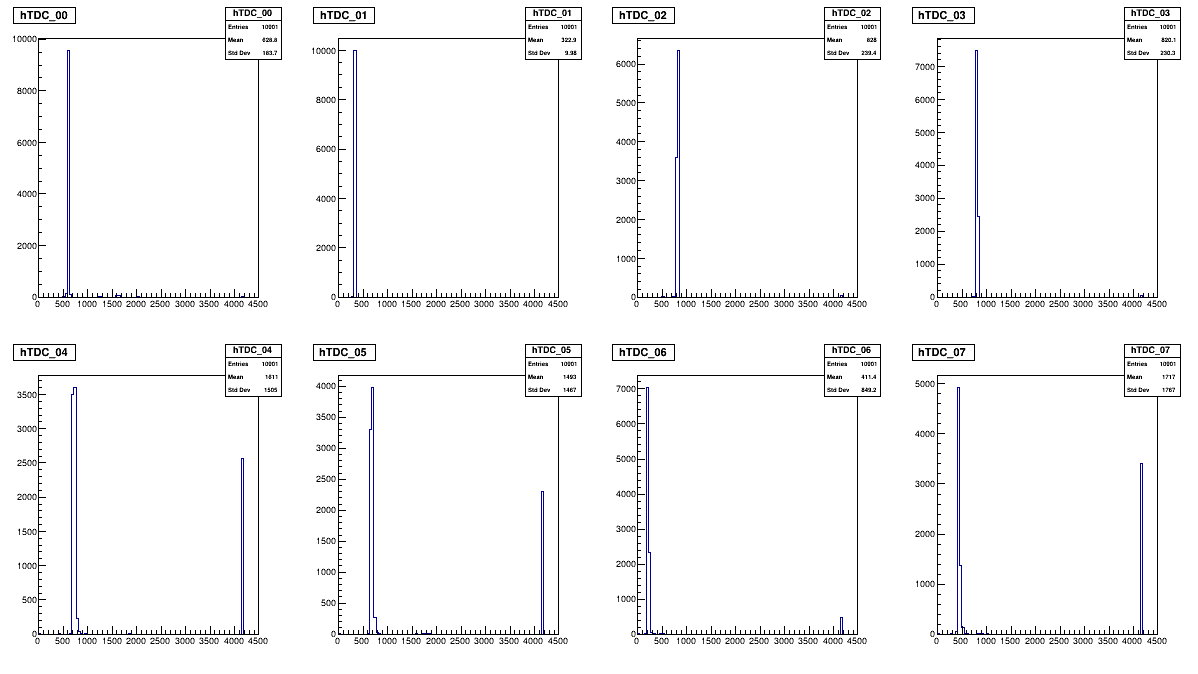 hTDC_00
hTDC_00
Entries 10001
Mean 628.8
Std Dev 183.7
10000
8000
6000
4000
2000
0
0 500 1000 1500 2000 2500 3000 3500 4000 4500
hTDC_01
hTDC_01
Entries 10001
Mean 322.9
Std Dev 9.98
10000
8000
6000
4000
2000
0
0 500 1000 1500 2000 2500 3000 3500 4000 4500
hTDC_02
hTDC_02
Entries 10001
Mean 828
Std Dev 239.4
6000
5000
4000
3000
2000
1000
0
0 500 1000 1500 2000 2500 3000 3500 4000 4500
hTDC_03
hTDC_03
Entries 10001
Mean 820.1
Std Dev 230.3
7000
6000
5000
4000
3000
2000
1000
0
0 500 1000 1500 2000 2500 3000 3500 4000 4500
hTDC_04
hTDC_04
Entries 10001
Mean 1611
Std Dev 1505
3500
3000
2500
2000
1500
1000
500
0
0 500 1000 1500 2000 2500 3000 3500 4000 4500
hTDC_05
hTDC_05
Entries 10001
Mean 1493
Std Dev 1467
4000
3500
3000
2500
2000
1500
1000
500
0
0 500 1000 1500 2000 2500 3000 3500 4000 4500
hTDC_06
hTDC_06
Entries 10001
Mean 411.4
Std Dev 849.2
7000
6000
5000
4000
3000
2000
1000
0
0 500 1000 1500 2000 2500 3000 3500 4000 4500
hTDC_07
hTDC_07
Entries 10001
Mean 1717
Std Dev 1767
5000
4000
3000
2000
1000
0
0 500 1000 1500 2000 2500 3000 3500 4000 4500